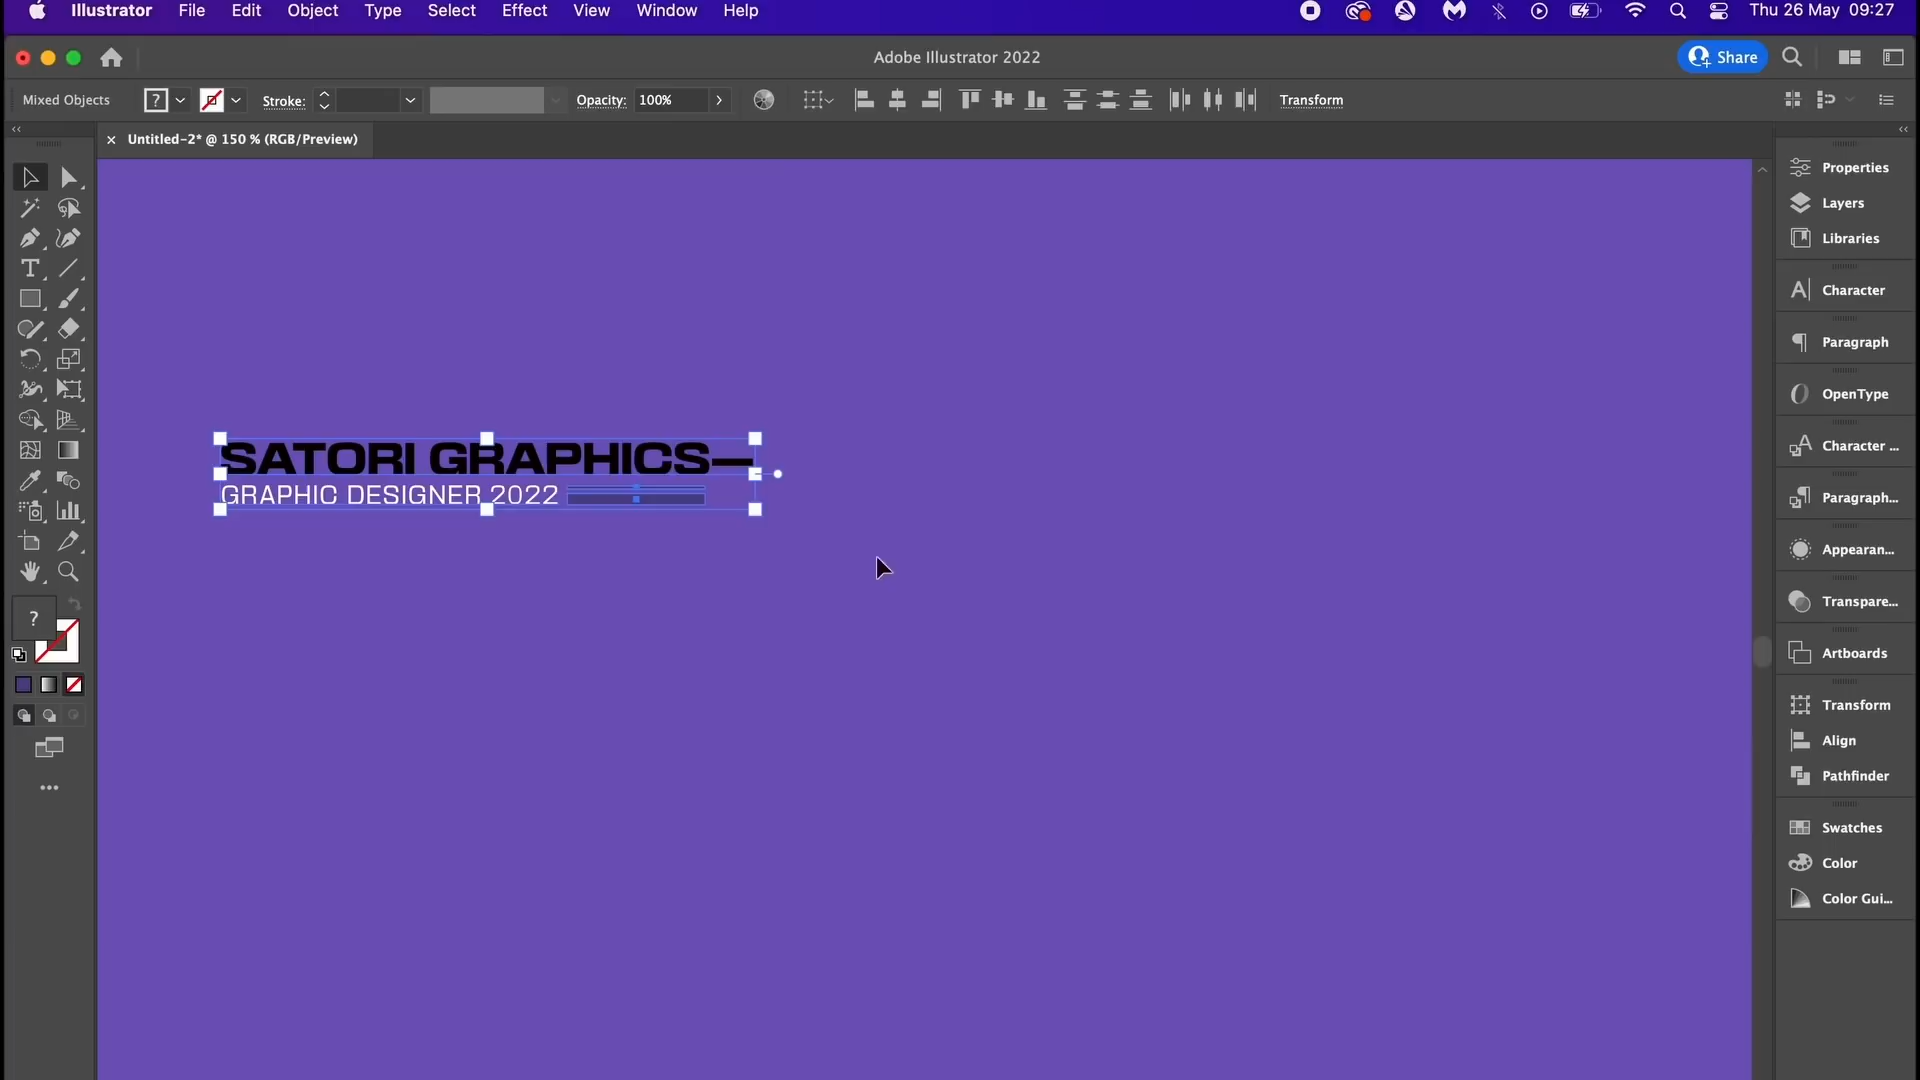 Illustrator File Edit Object Type Select Effect View Window Help Thu 26 May 09:27
Adobe Illustrator 2022 Share
Mixed Objects ? Stroke: Opacity: 100% Transform
Untitled-2* @ 150 % (RGB/Preview)
Properties
Layers
Libraries
Character
Paragraph
OpenType
Character ...
Paragraph...
Appearan...
Transpare...
Artboards
Transform
Align
Pathfinder
Swatches
Color
Color Gui...
SATORI GRAPHICS—
GRAPHIC DESIGNER 2022
?